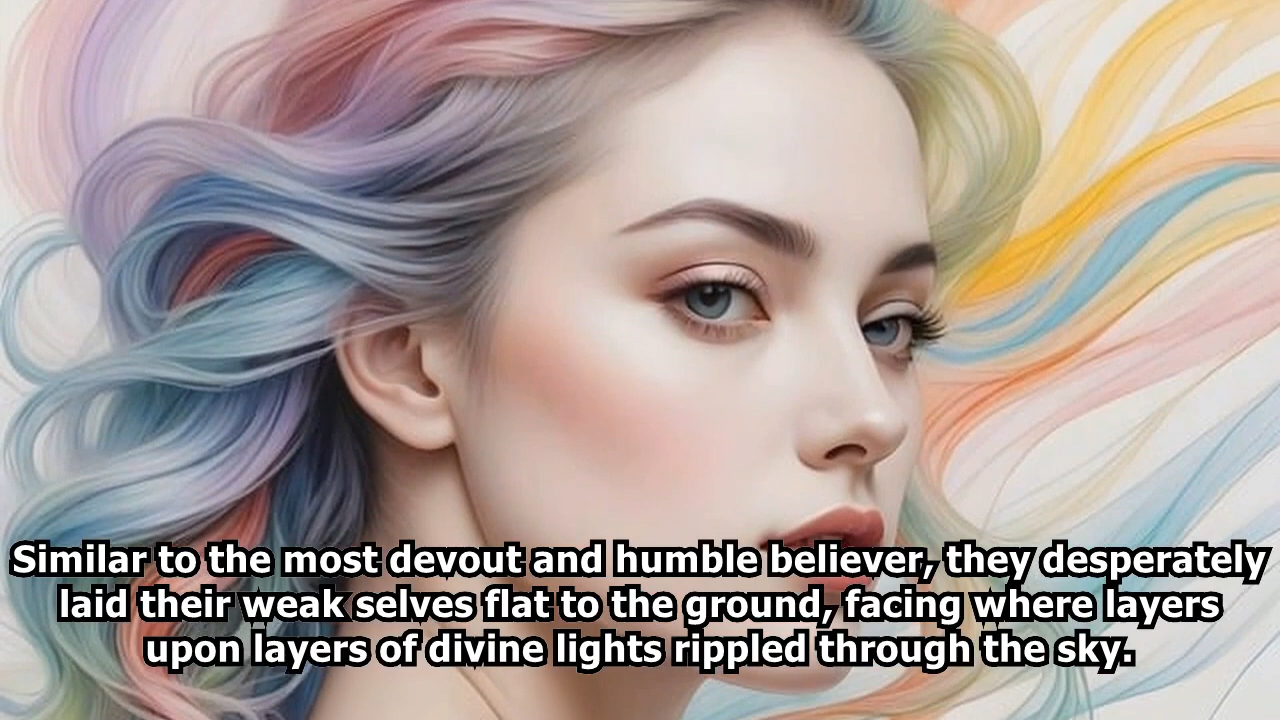 Similar to the most devout and humble believer, they desperately
laid their weak selves flat to the ground, facing where layers
upon layers of divine lights rippled through the sky.